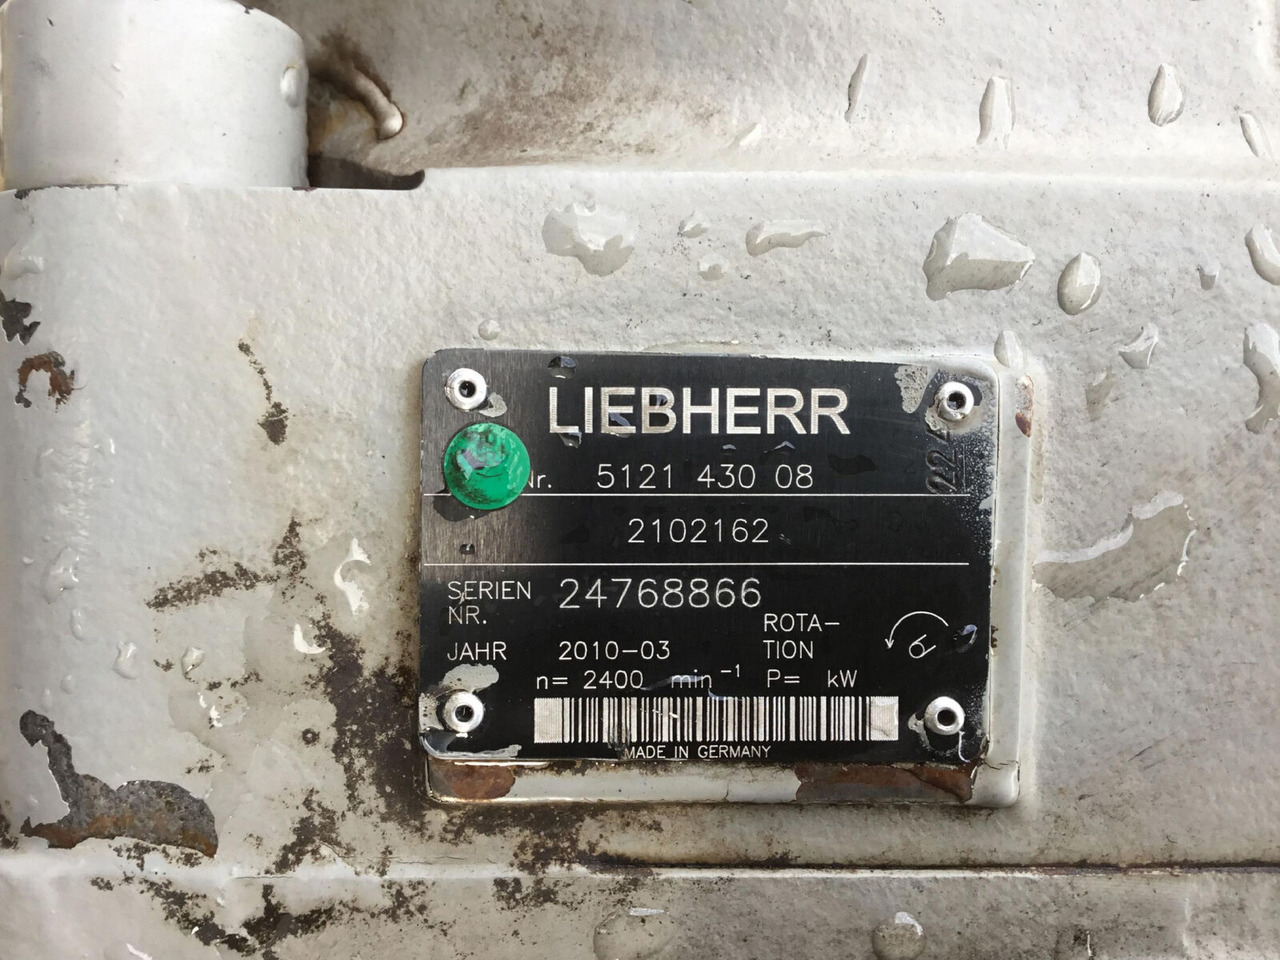 LIEBHERR
Nr. 5121 430 08
2102162
SERIEN NR. 24768866
JAHR 2010-03 ROTA-TION
n= 2400 min⁻¹ P= kW
MADE IN GERMANY